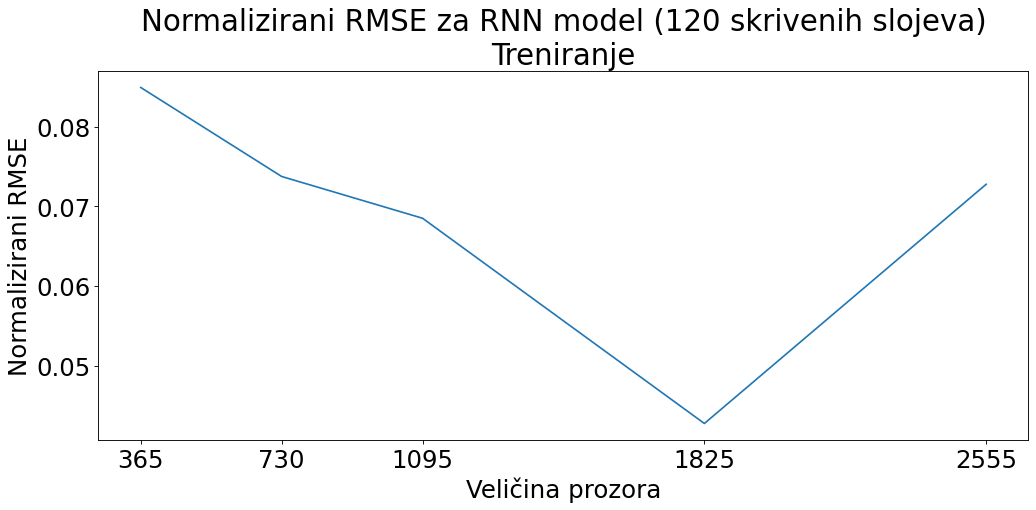 Normalizirani RMSE za RNN model (120 skrivenih slojeva)
Treniranje
Normalizirani RMSE
0.08
0.07
0.06
0.05
365 730 1095 1825 2555
Veličina prozora